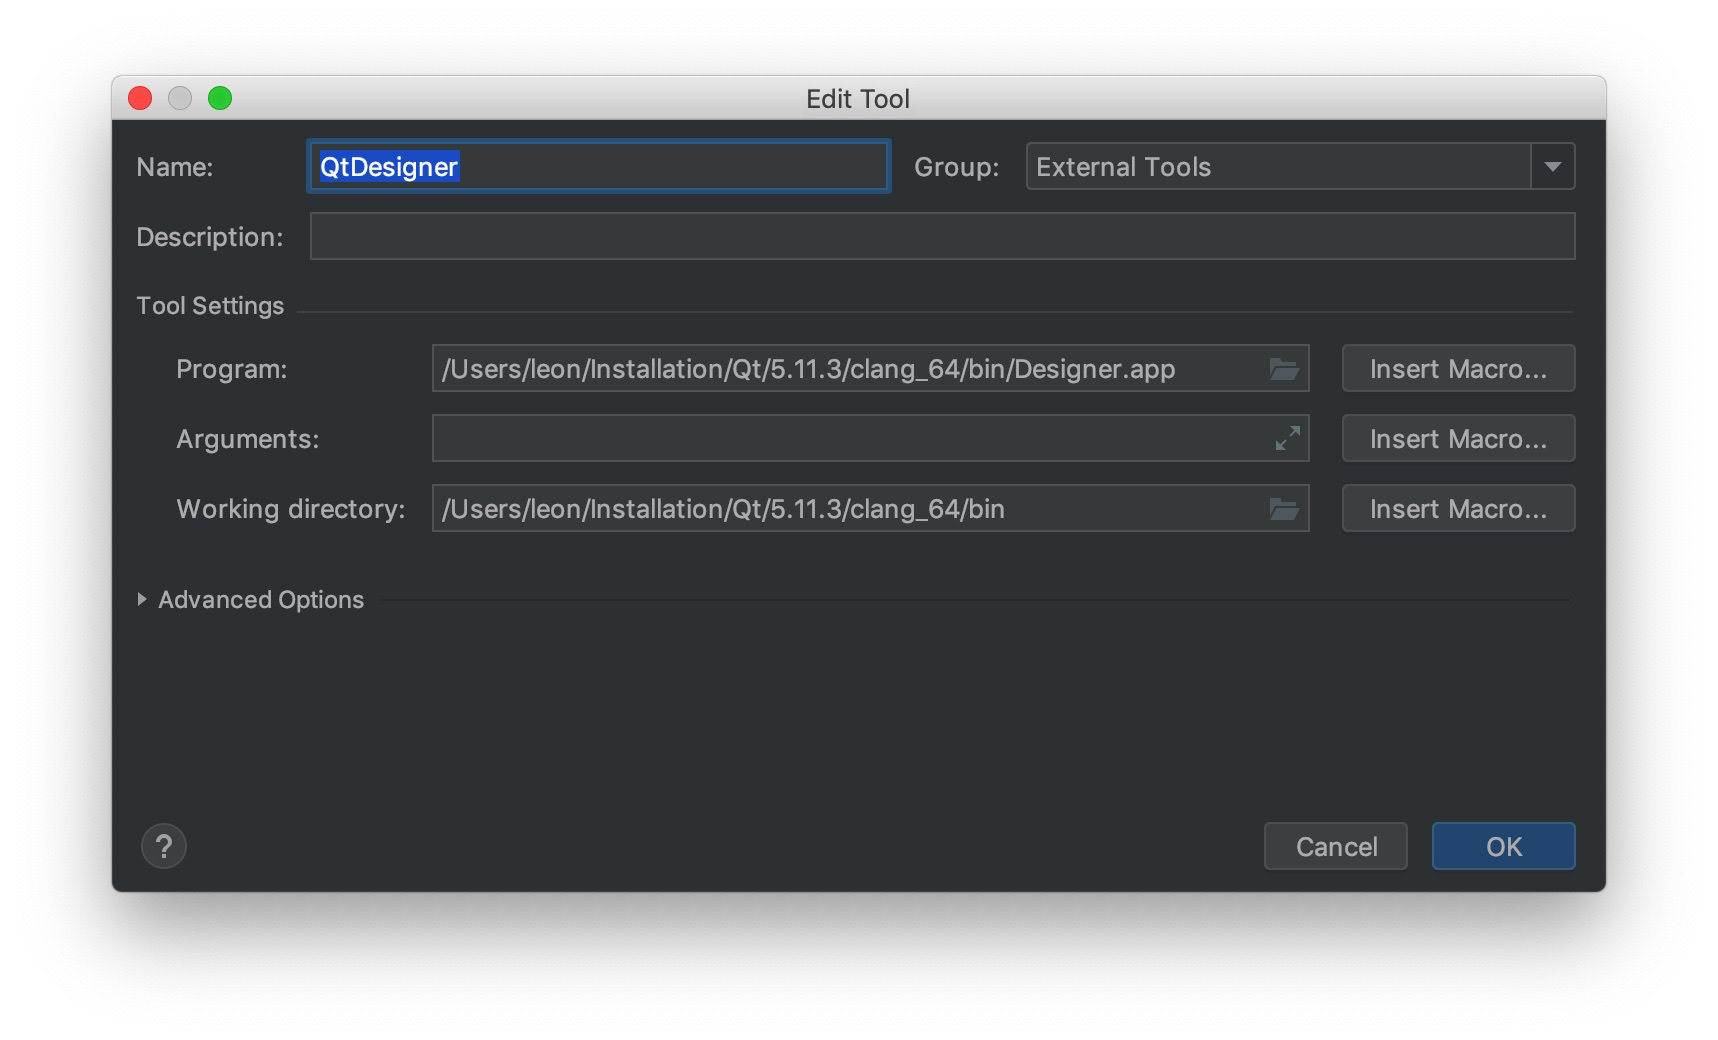 Edit Tool
Name: QtDesigner Group: External Tools
Description:
Tool Settings
Program: /Users/leon/Installation/Qt/5.11.3/clang_64/bin/Designer.app Insert Macro...
Arguments: Insert Macro...
Working directory: /Users/leon/Installation/Qt/5.11.3/clang_64/bin Insert Macro...
Advanced Options
? Cancel OK